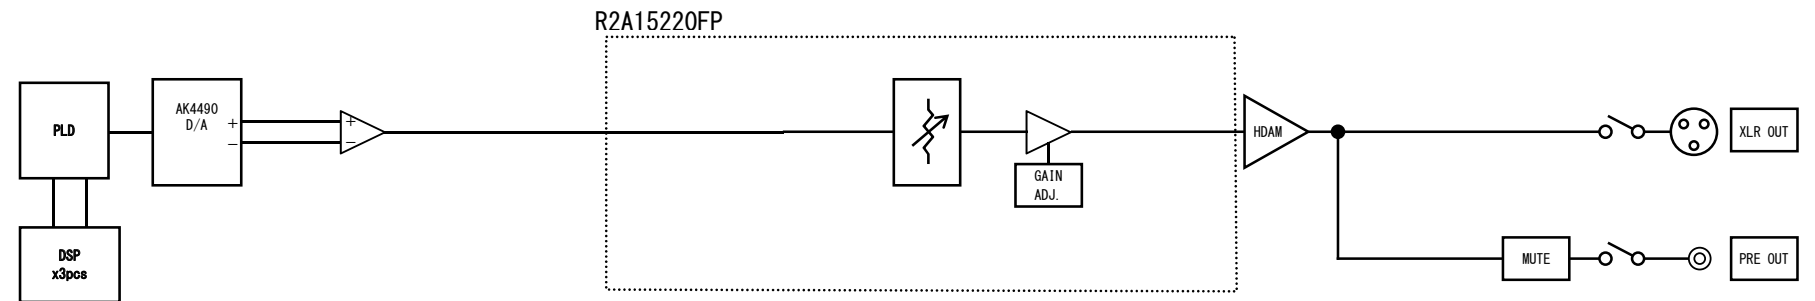 R2A15220FP
PLD
AK4490
D/A
+
−
+
−
HDAM
XLR OUT
GAIN
ADJ.
DSP
x3pcs
MUTE
PRE OUT